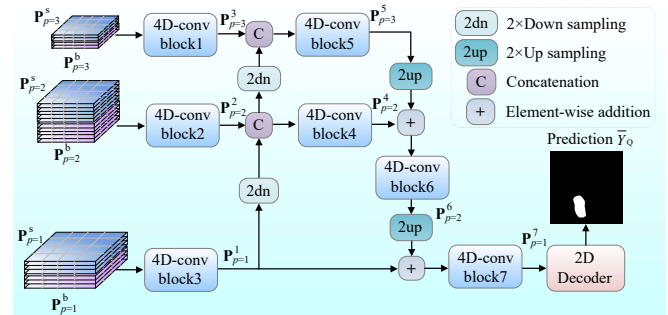 P^s_{p=3}
P^b_{p=3}
4D-conv
block1
P^3_{p=3}
C
4D-conv
block5
P^5_{p=3}
2dn
2up
P^s_{p=2}
P^b_{p=2}
4D-conv
block2
P^2_{p=2}
C
4D-conv
block4
P^4_{p=2}
+
2dn
4D-conv
block6
P^6_{p=2}
2up
P^s_{p=1}
P^b_{p=1}
4D-conv
block3
P^1_{p=1}
+
4D-conv
block7
P^7_{p=1}
2D
Decoder
Prediction Y̅_Q
2dn 2×Down sampling
2up 2×Up sampling
C Concatenation
+ Element-wise addition